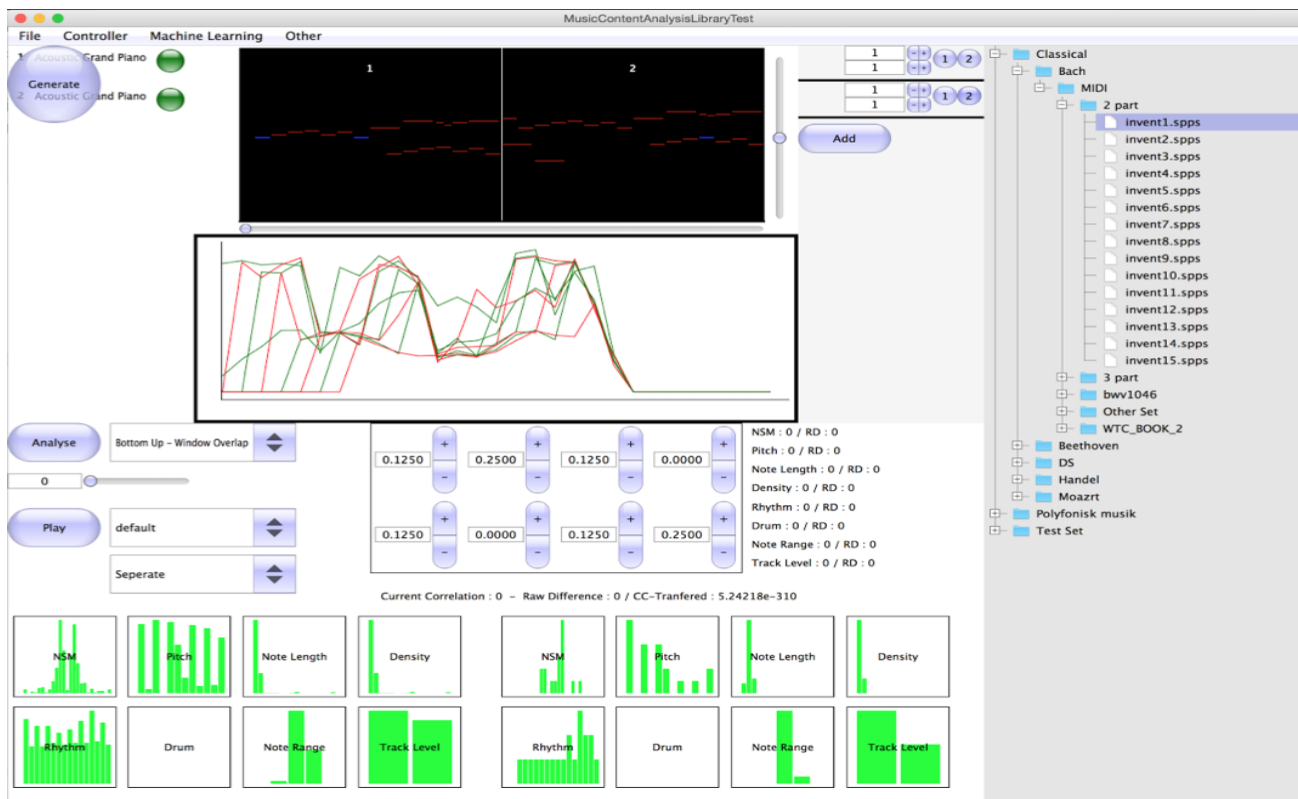 MusicContentAnalysisLibraryTest
File Controller Machine Learning Other
1 Acoustic Grand Piano
Generate
2 Acoustic Grand Piano
1 2
1 1 2
1
1 1 2
1
Add
Classical
Bach
MIDI
2 part
invent1.spps
invent2.spps
invent3.spps
invent4.spps
invent5.spps
invent6.spps
invent7.spps
invent8.spps
invent9.spps
invent10.spps
invent11.spps
invent12.spps
invent13.spps
invent14.spps
invent15.spps
3 part
bwv1046
Other Set
WTC_BOOK_2
Beethoven
DS
Handel
Moazrt
Polyfonisk musik
Test Set
Analyse Bottom Up - Window Overlap
0
Play default
Seperate
0.1250 0.2500 0.1250 0.0000
0.1250 0.0000 0.1250 0.2500
NSM : 0 / RD : 0
Pitch : 0 / RD : 0
Note Length : 0 / RD : 0
Density : 0 / RD : 0
Rhythm : 0 / RD : 0
Drum : 0 / RD : 0
Note Range : 0 / RD : 0
Track Level : 0 / RD : 0
Current Correlation : 0 - Raw Difference : 0 / CC-Tranfered : 5.24218e-310
NSM Pitch Note Length Density NSM Pitch Note Length Density
Rhythm Drum Note Range Track Level Rhythm Drum Note Range Track Level